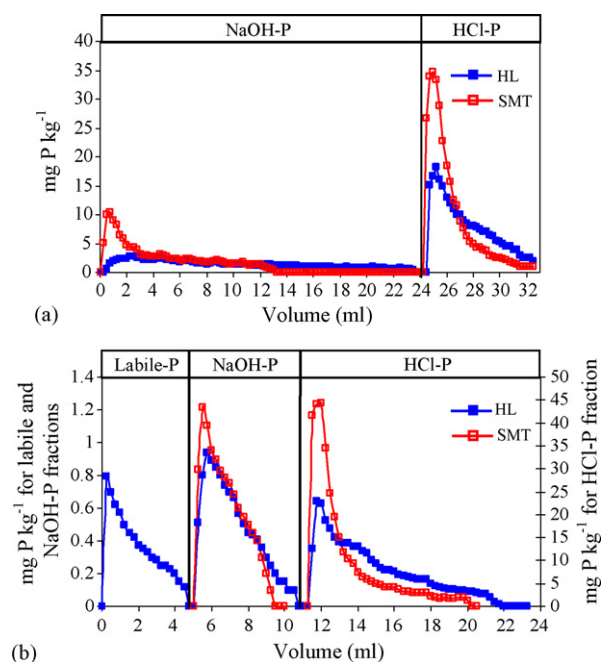 NaOH-P HCl-P
40
35
30
25
20
15
10
5
0
mg P kg-1
HL
SMT
0 2 4 6 8 10 12 14 16 18 20 22 24 26 28 30 32
Volume (ml)
(a)
Labile-P NaOH-P HCl-P
1.4
1.2
1
0.8
0.6
0.4
0.2
0
mg P kg-1 for labile and
NaOH-P fractions
HL
SMT
50
45
40
35
30
25
20
15
10
5
0
mg P kg-1 for HCl-P fraction
0 2 4 6 8 10 12 14 16 18 20 22 24
Volume (ml)
(b)